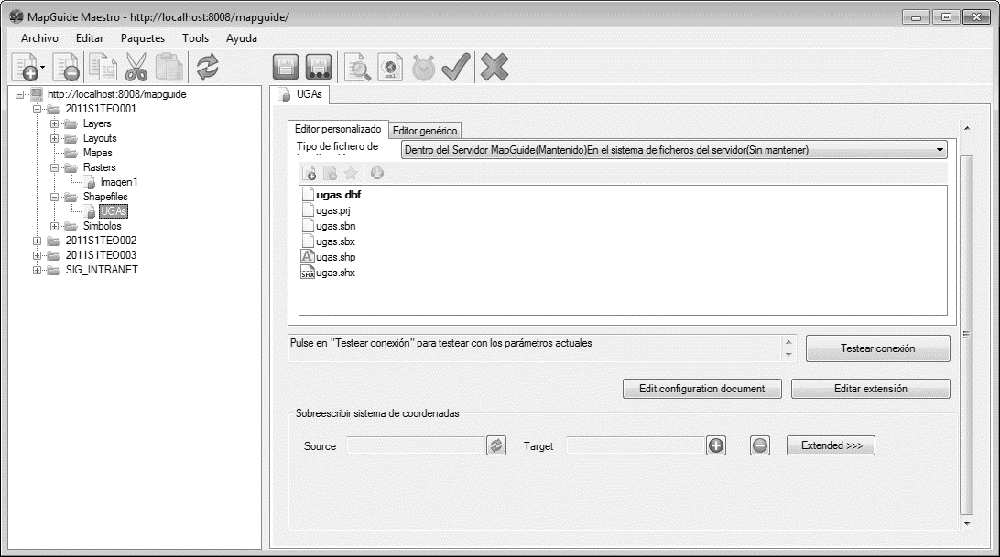 MapGuide Maestro - http://localhost:8008/mapguide/
Archivo Editar Paquetes Tools Ayuda
http://localhost:8008/mapguide
2011S1TEO001
Layers
Layouts
Mapas
Rasters
Imagen1
Shapefiles
UGAs
Simbolos
2011S1TEO002
2011S1TEO003
SIG_INTRANET
UGAs
Editor personalizado Editor genérico
Tipo de fichero de
Dentro del Servidor MapGuide(Mantenido)En el sistema de ficheros del servidor(Sin mantener)
ugas.dbf
ugas.prj
ugas.sbn
ugas.sbx
ugas.shp
SHX ugas.shx
Pulse en "Testear conexión" para testear con los parámetros actuales
Testear conexión
Edit configuration document Editar extensión
Sobreescribir sistema de coordenadas
Source Target Extended >>>